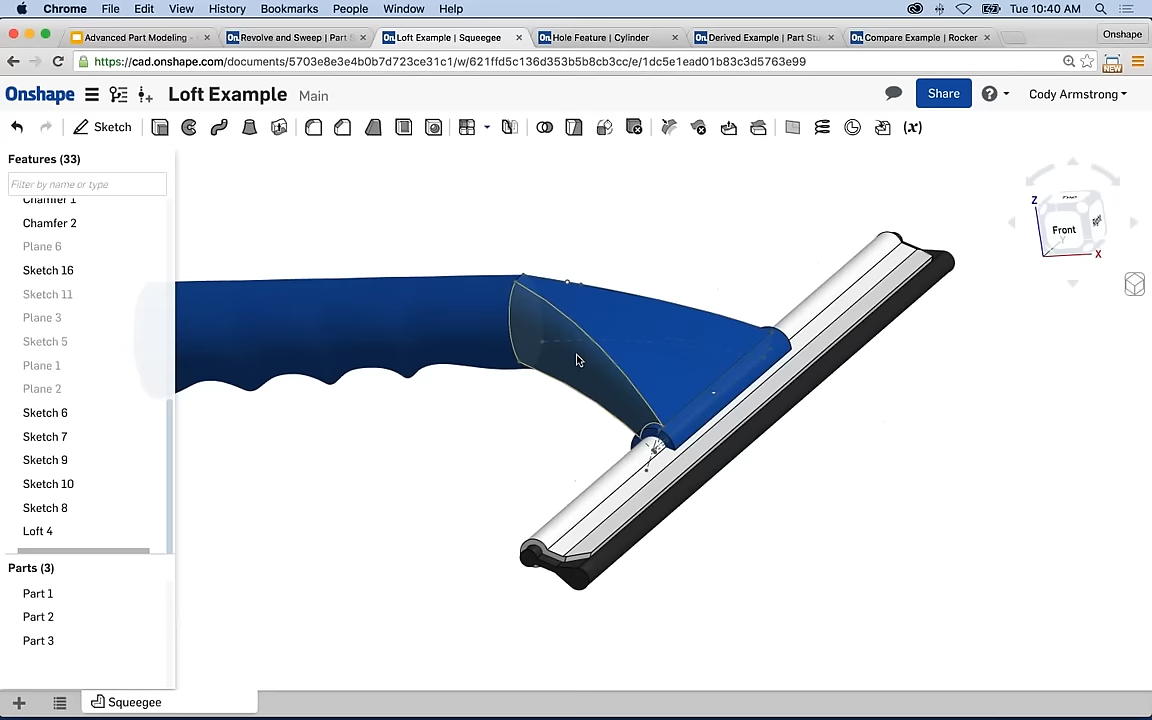 Chrome File Edit View History Bookmarks People Window Help Tue 10:40 AM
Advanced Part Modeling - Revolve and Sweep | Part S Loft Example | Squeegee Hole Feature | Cylinder Derived Example | Part Stu Compare Example | Rocker Onshape
https://cad.onshape.com/documents/5703e8e3e4b0b7d723ce31c1/w/621ffd5c136d353b5b8cb3cc/e/1dc5e1ead01b83c3d5763e99 NEW
Onshape Loft Example Main Share Cody Armstrong
Sketch (x)
Features (33)
Filter by name or type
Chamfer 1
Chamfer 2
Plane 6
Sketch 16
Sketch 11
Plane 3
Sketch 5
Plane 1
Plane 2
Sketch 6
Sketch 7
Sketch 9
Sketch 10
Sketch 8
Loft 4
Parts (3)
Part 1
Part 2
Part 3
Z
Front
Right
X
Squeegee